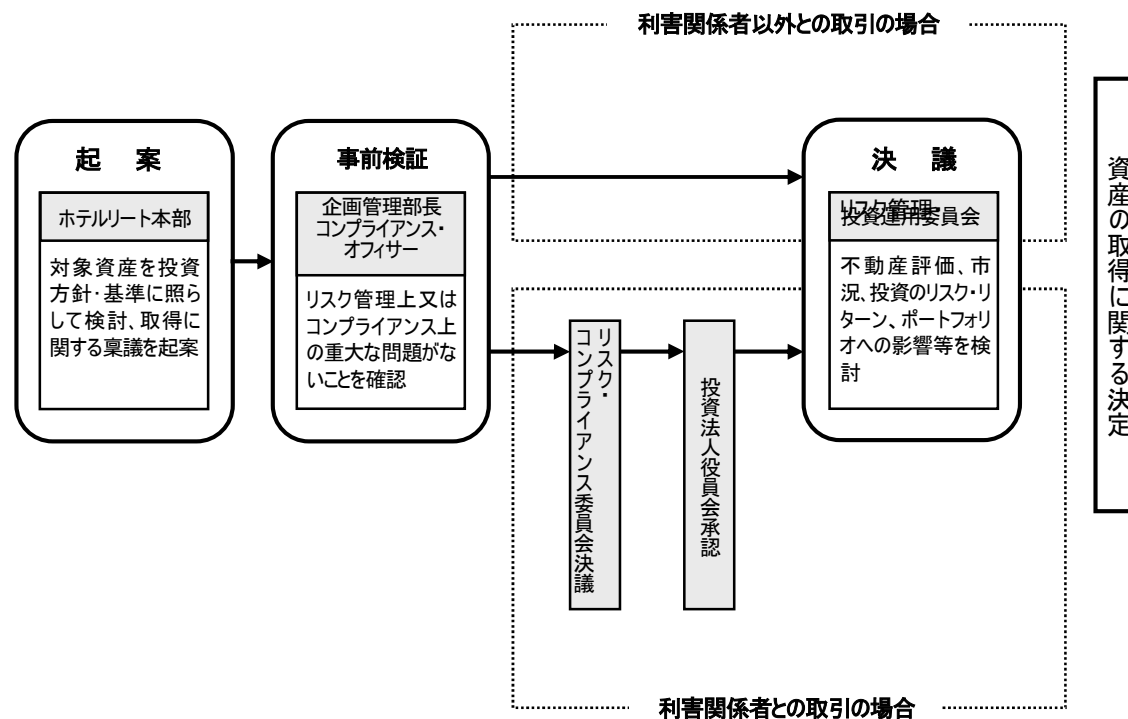 利害関係者以外との取引の場合
起 案
ホテルリート本部
対象資産を投資
方針・基準に照ら
して検討、取得に
関する稟議を起案
事前検証
企画管理部長
コンプライアンス・
オフィサー
リスク管理上又は
コンプライアンス上
の重大な問題がな
いことを確認
リスク・
コンプライアンス委員会決議
投資法人役員会承認
決 議
リスク管理・
投資運用委員会
不動産評価、市
況、投資のリスク・リ
ターン、ポートフォリ
オへの影響等を検
討
資産の取得に関する決定
利害関係者との取引の場合